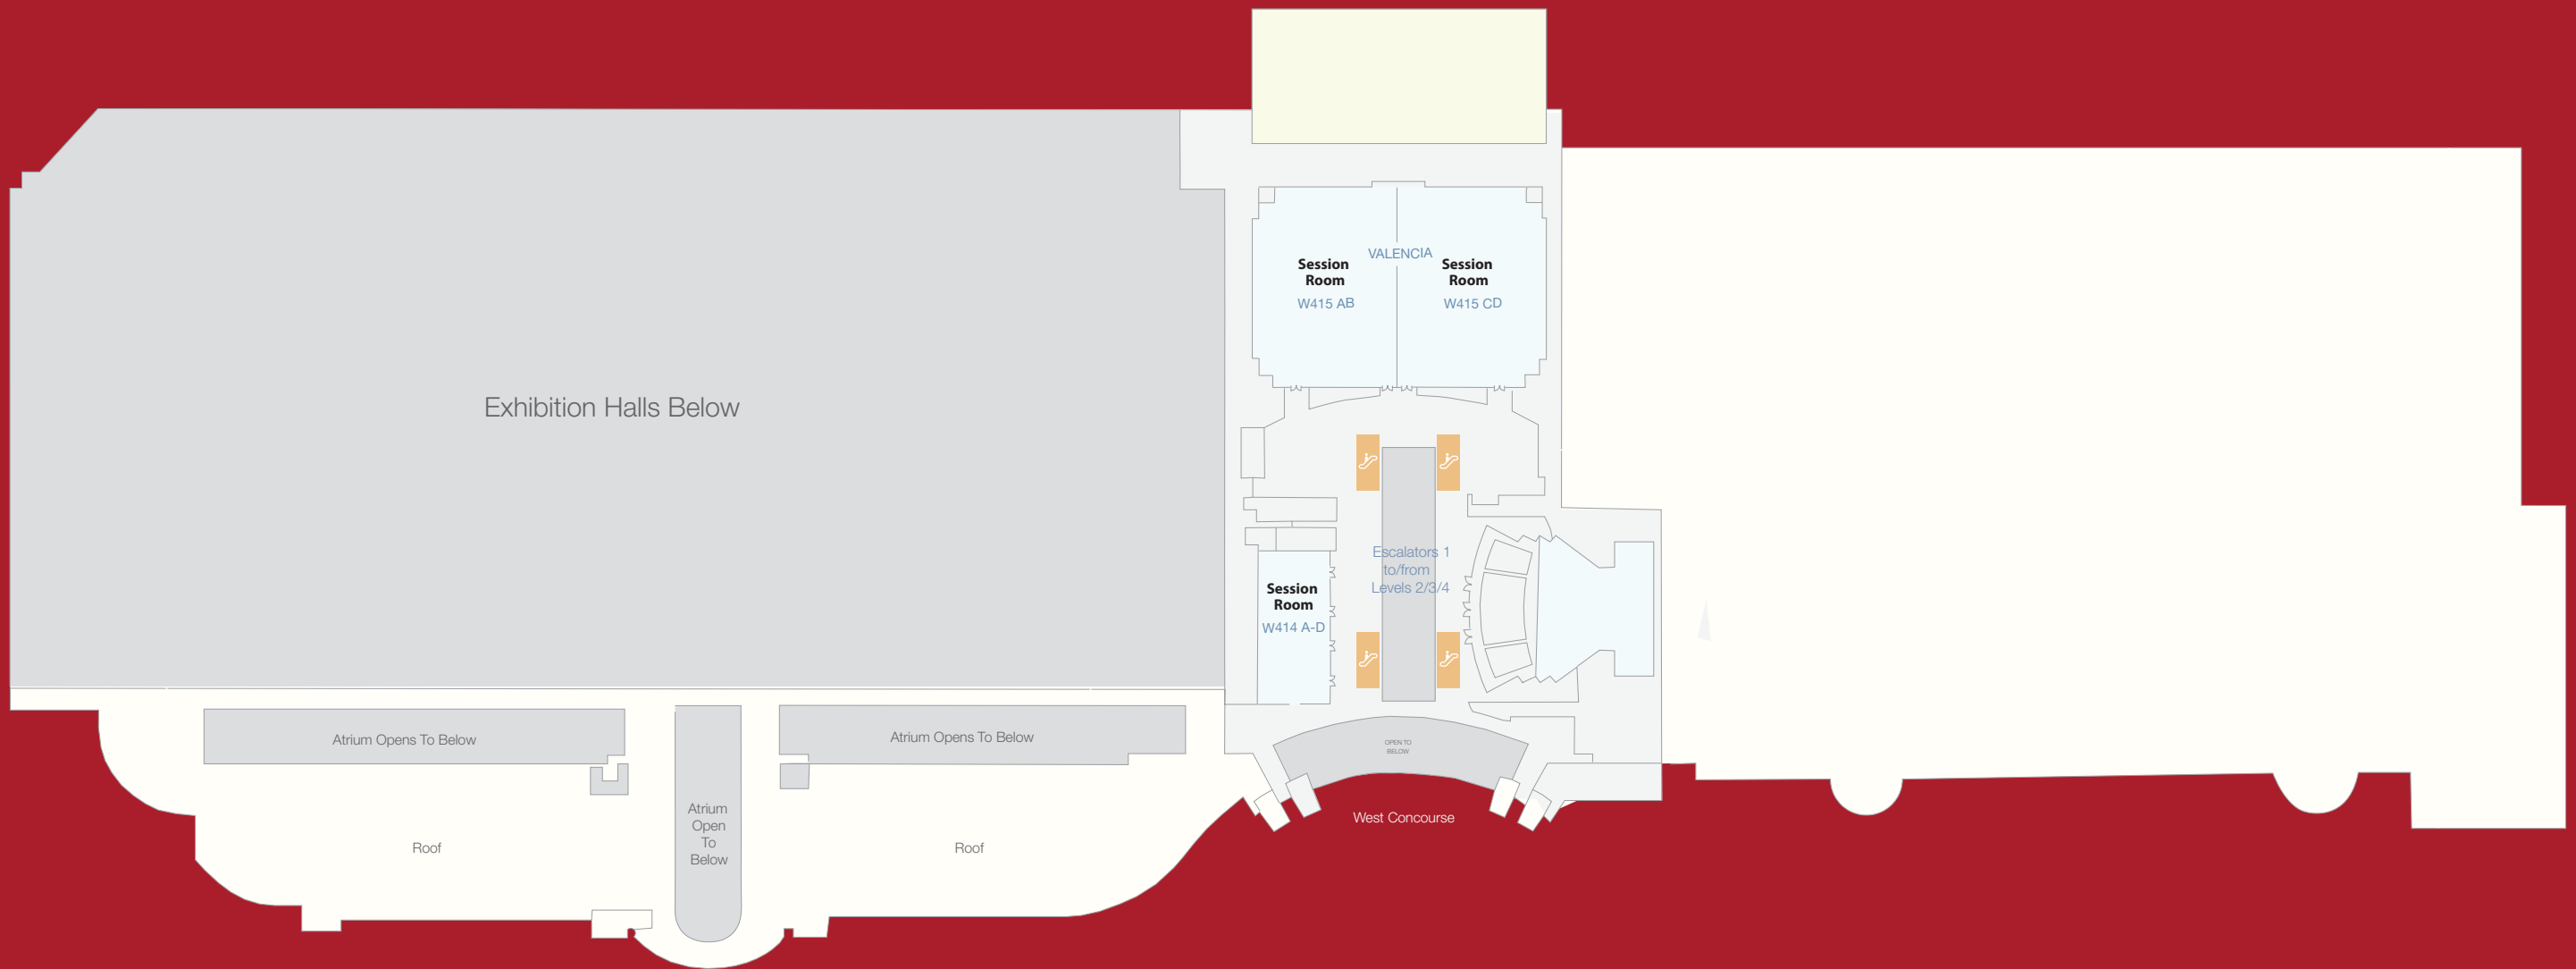 VALENCIA
Session
Room
W415 AB
Session
Room
W415 CD
Exhibition Halls Below
Escalators 1
to/from
Levels 2/3/4
Session
Room
W414 A-D
Atrium Opens To Below
Atrium Opens To Below
OPEN TO
BELOW
Atrium
Open
To
Below
West Concourse
Roof
Roof